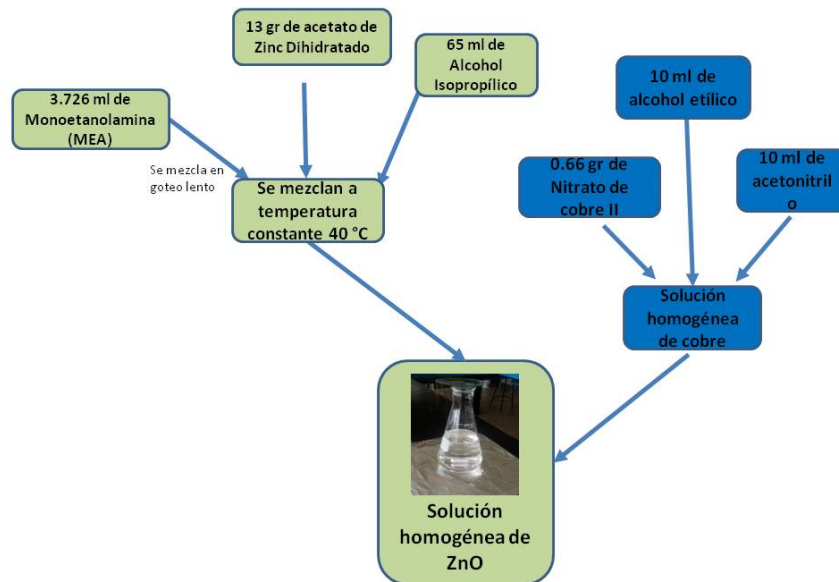 13 gr de acetato de
Zinc Dihidratado
65 ml de
Alcohol
Isopropílico
3.726 ml de
Monoetanolamina
(MEA)
Se mezcla en
goteo lento
Se mezclan a
temperatura
constante 40 °C
10 ml de
alcohol etílico
0.66 gr de
Nitrato de
cobre II
10 ml de
acetonitril
o
Solución
homogénea
de cobre
Solución
homogénea de
ZnO